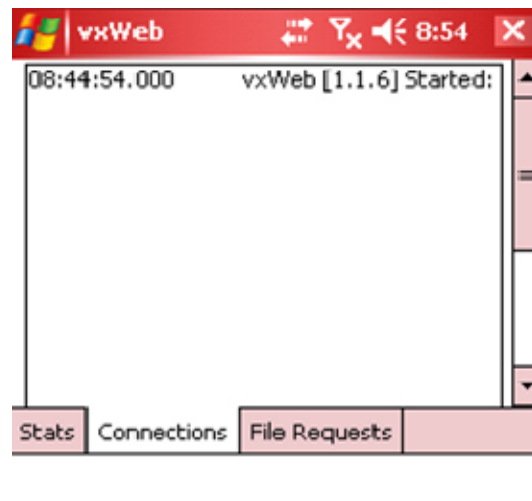 vxWeb 8:54
08:44:54.000 vxWeb [1.1.6] Started:
Stats Connections File Requests